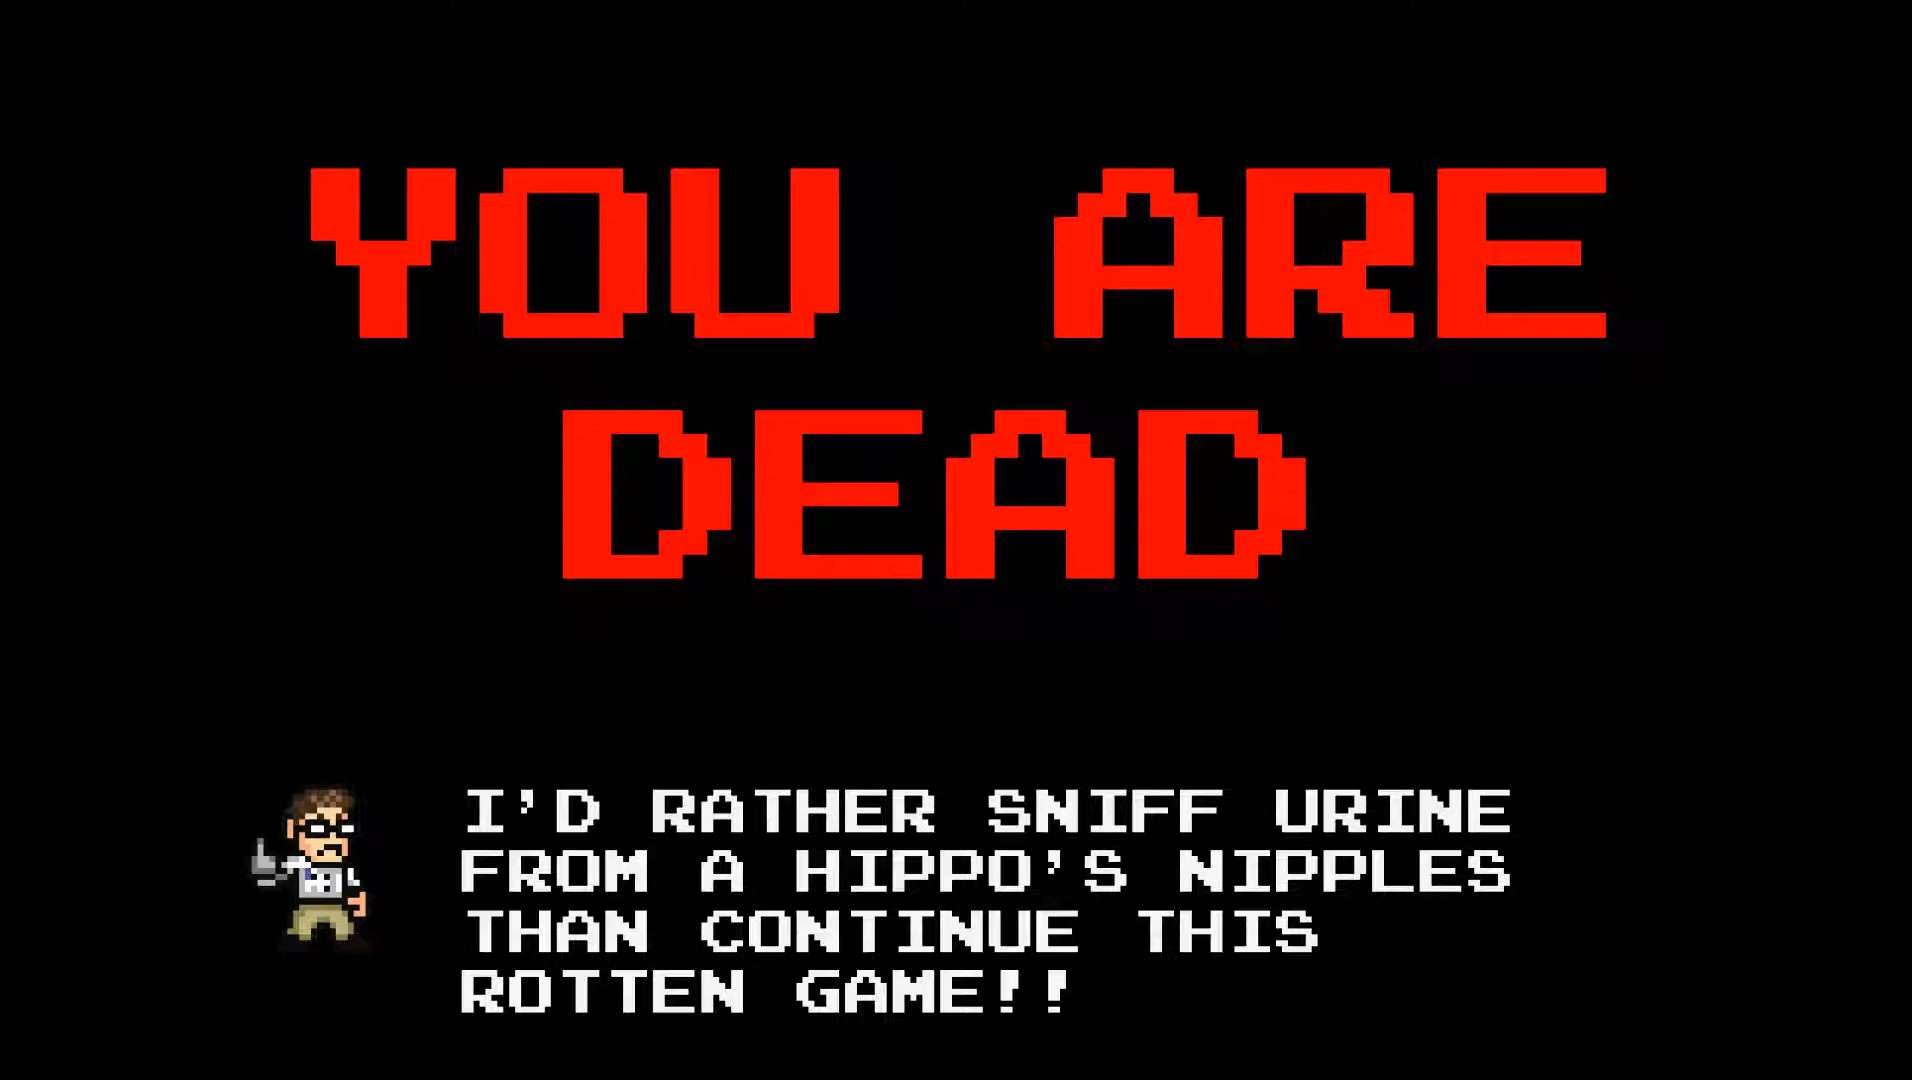 YOU ARE
DEAD
I'D RATHER SNIFF URINE
FROM A HIPPO'S NIPPLES
THAN CONTINUE THIS
ROTTEN GAME!!